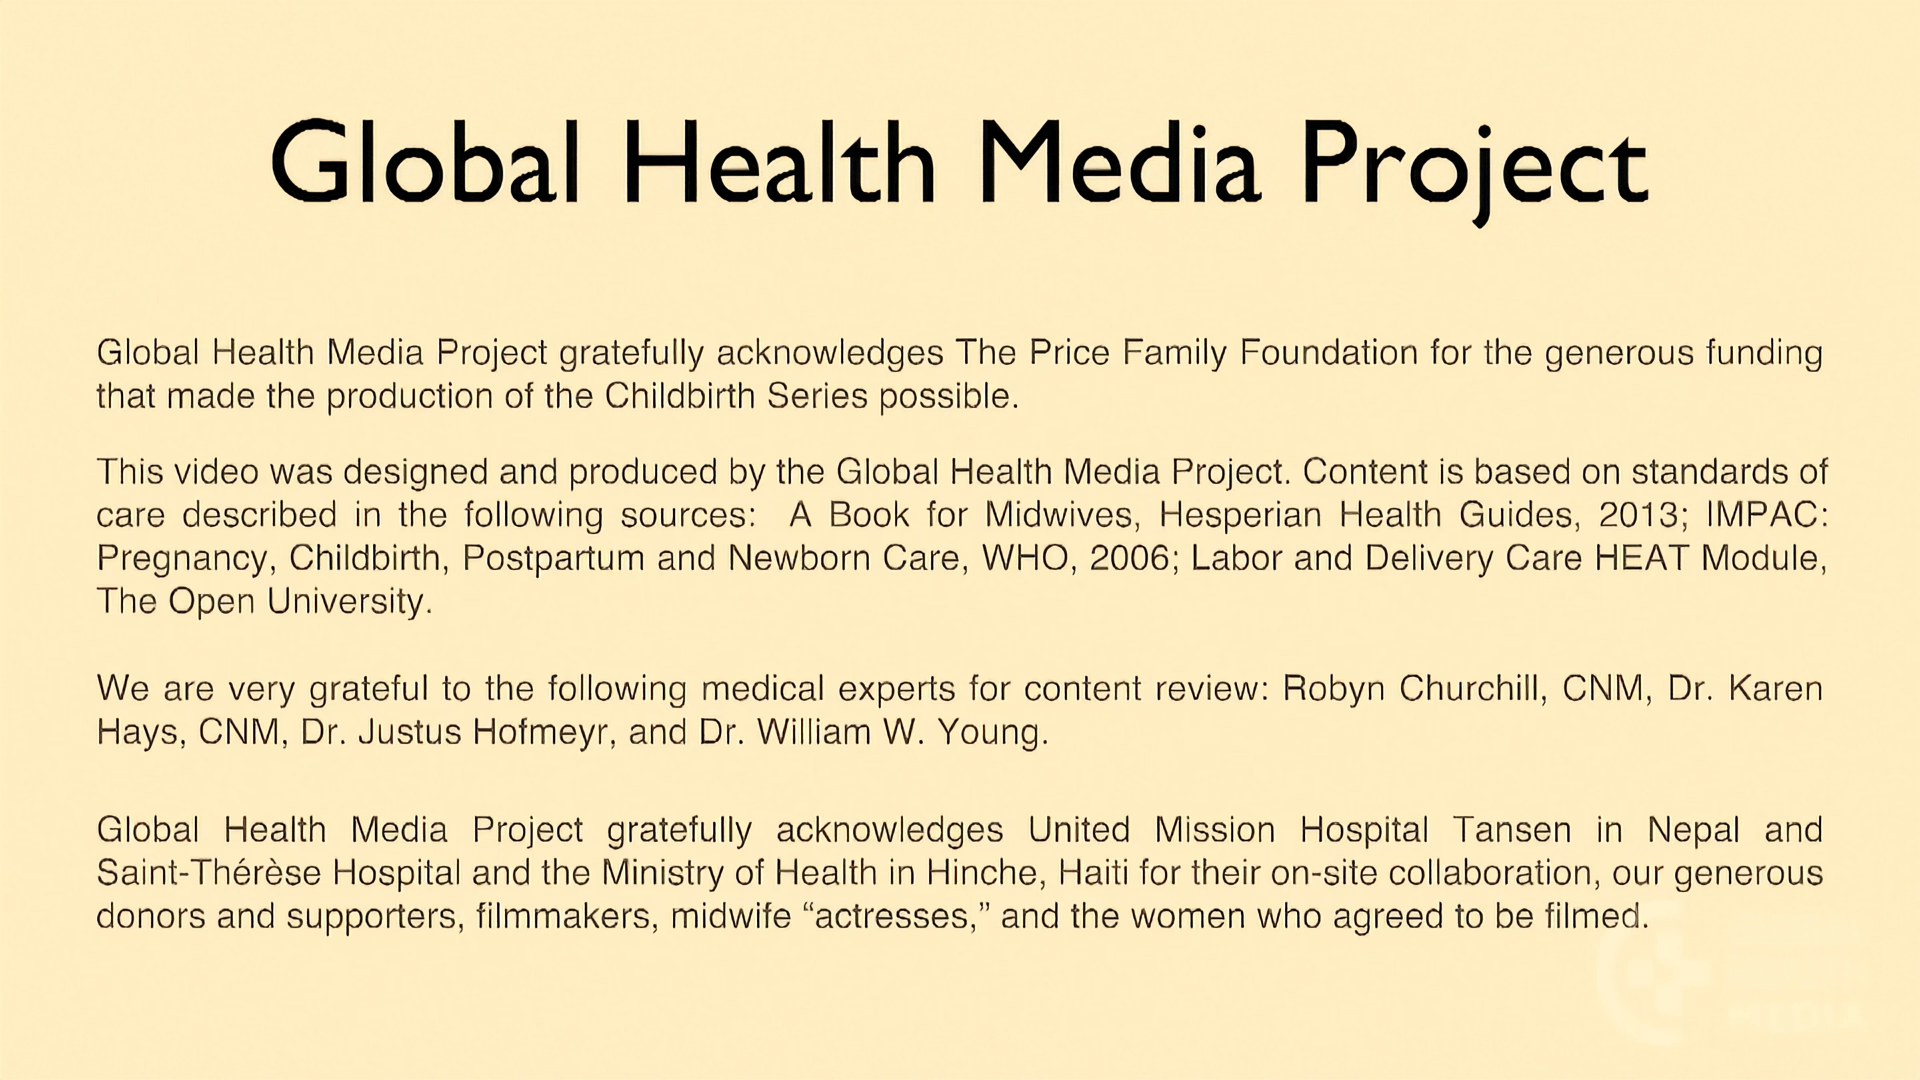 Global Health Media Project
Global Health Media Project gratefully acknowledges The Price Family Foundation for the generous funding
that made the production of the Childbirth Series possible.
This video was designed and produced by the Global Health Media Project. Content is based on standards of
care described in the following sources:  A Book for Midwives, Hesperian Health Guides, 2013; IMPAC:
Pregnancy, Childbirth, Postpartum and Newborn Care, WHO, 2006; Labor and Delivery Care HEAT Module,
The Open University.
We are very grateful to the following medical experts for content review: Robyn Churchill, CNM, Dr. Karen
Hays, CNM, Dr. Justus Hofmeyr, and Dr. William W. Young.
Global Health Media Project gratefully acknowledges United Mission Hospital Tansen in Nepal and
Saint-Thérèse Hospital and the Ministry of Health in Hinche, Haiti for their on-site collaboration, our generous
donors and supporters, filmmakers, midwife “actresses,” and the women who agreed to be filmed.
MEDIA